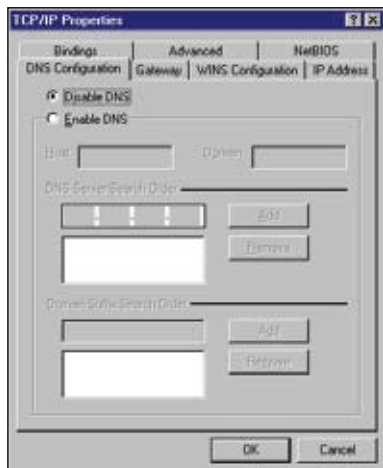 TCP/IP Properties
Bindings Advanced NetBIOS
DNS Configuration Gateway WINS Configuration IP Address
Disable DNS
Enable DNS
Host: Domain:
DNS Server Search Order
Add
Remove
Domain Suffix Search Order
Add
Remove
OK Cancel